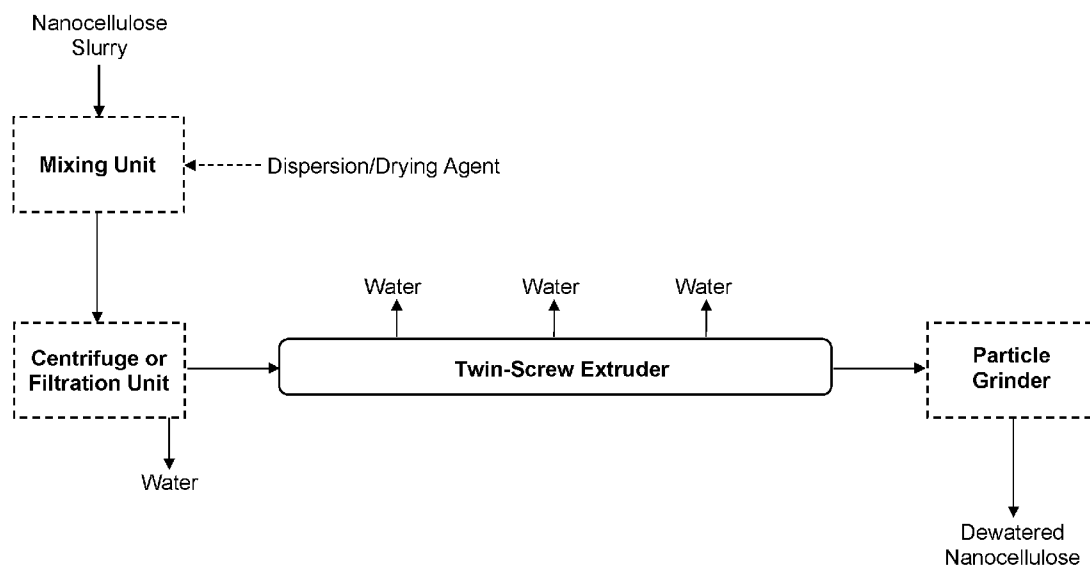 Nanocellulose
Slurry
Mixing Unit
Dispersion/Drying Agent
Water
Water
Water
Centrifuge or
Filtration Unit
Twin-Screw Extruder
Particle
Grinder
Water
Dewatered
Nanocellulose